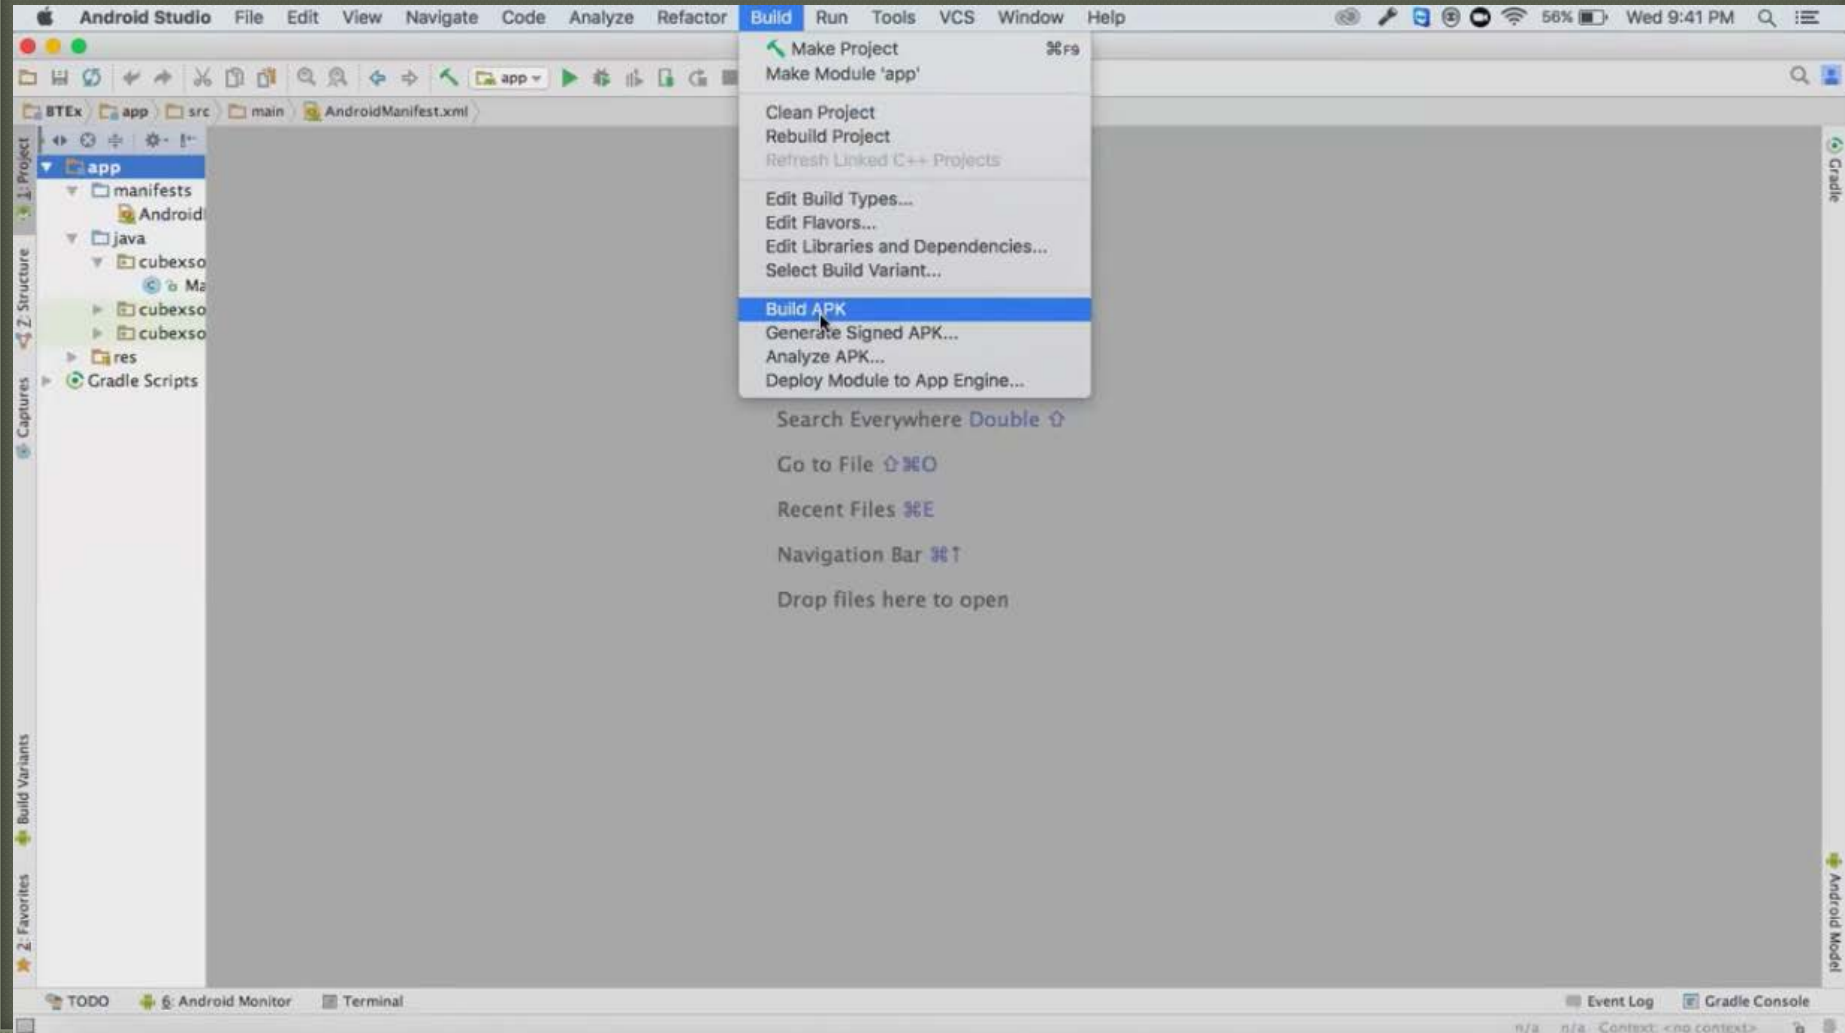 Android Studio File Edit View Navigate Code Analyze Refactor Build Run Tools VCS Window Help 56% Wed 9:41 PM
Make Project ⌘F9
Make Module 'app'
Clean Project
Rebuild Project
Refresh Linked C++ Projects
Edit Build Types...
Edit Flavors...
Edit Libraries and Dependencies...
Select Build Variant...
Build APK
Generate Signed APK...
Analyze APK...
Deploy Module to App Engine...
app
BTEx app src main AndroidManifest.xml
1: Project
Z: Structure
Captures
Build Variants
2: Favorites
app
manifests
Android
java
cubexso
Ma
cubexso
cubexso
res
Gradle Scripts
Search Everywhere Double ⇧
Go to File ⇧⌘O
Recent Files ⌘E
Navigation Bar ⌘↑
Drop files here to open
Gradle
Android Model
TODO 6: Android Monitor Terminal Event Log Gradle Console
n/a n/a Context: <no context>